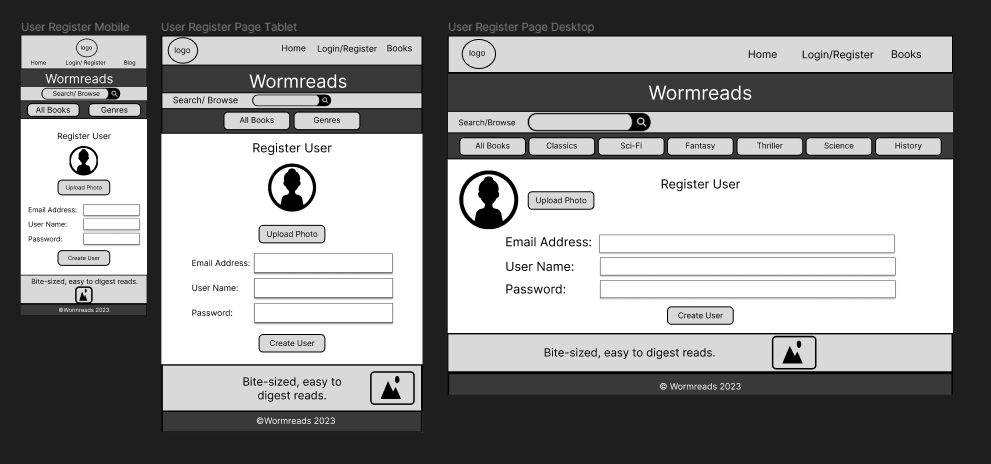 User Register Mobile
logo
Home Login/ Register Blog
Wormreads
Search/ Browse
All Books Genres
Register User
Upload Photo
Email Address:
User Name:
Password:
Create User
Bite-sized, easy to digest reads.
©Wormreads 2023
User Register Page Tablet
logo
Home Login/Register Books
Wormreads
Search/ Browse
All Books Genres
Register User
Upload Photo
Email Address:
User Name:
Password:
Create User
Bite-sized, easy to
digest reads.
©Wormreads 2023
User Register Page Desktop
logo
Home Login/Register Books
Wormreads
Search/Browse
All Books Classics Sci-Fi Fantasy Thriller Science History
Register User
Upload Photo
Email Address:
User Name:
Password:
Create User
Bite-sized, easy to digest reads.
© Wormreads 2023